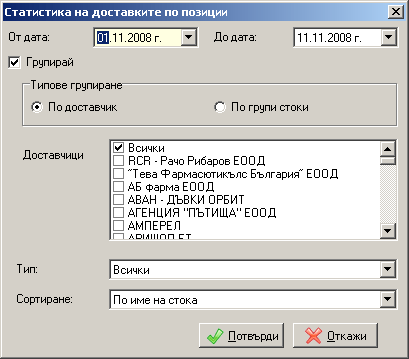 Статистика на доставките по позиции
От дата: 01.11.2008 г. До дата: 11.11.2008 г.
Групирай
Типове групиране
По доставчик По групи стоки
Доставчици
Всички
RCR - Рачо Рибаров ЕООД
"Тева Фармасютикълс България" ЕООД
АБ фарма ЕООД
АВАН - ДЪВКИ ОРБИТ
АГЕНЦИЯ "ПЪТИЩА" ЕООД
АМПЕРЕЛ
Тип: Всички
Сортиране: По име на стока
Потвърди Откажи